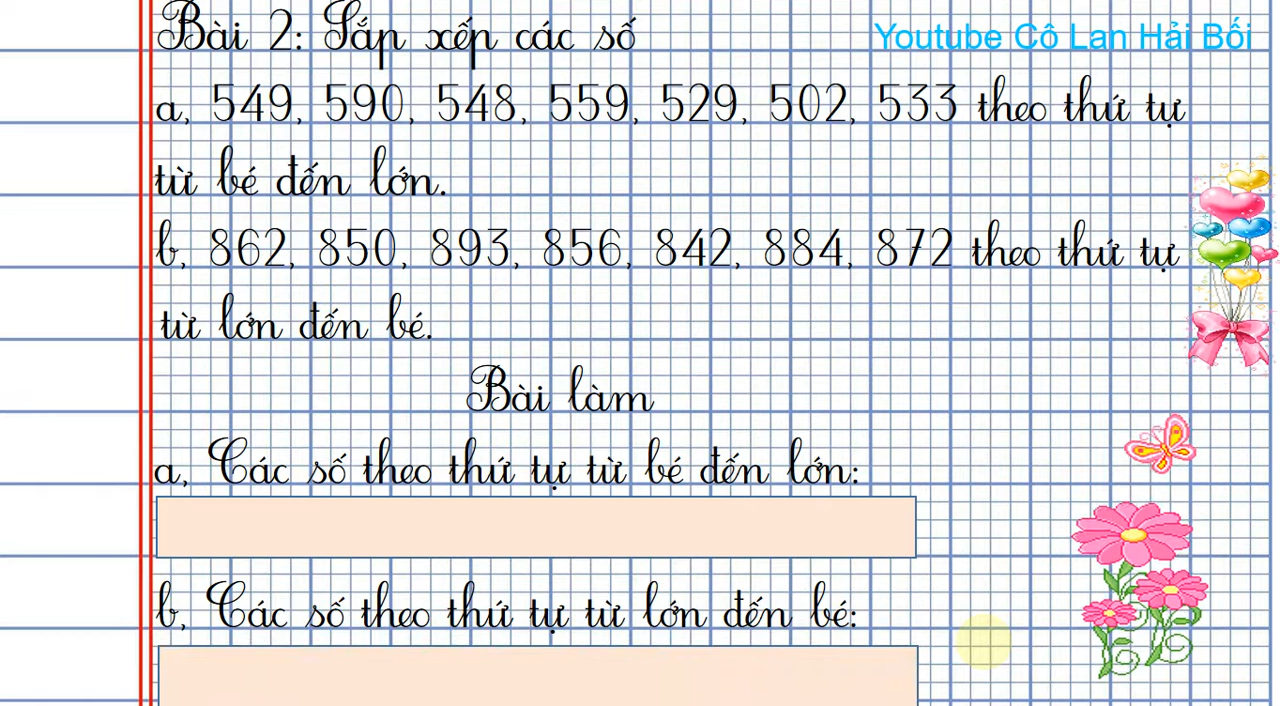 Bài 2: Sắp xếp các số
Youtube Cô Lan Hải Bối
a, 549, 590, 548, 559, 529, 502, 533 theo thứ tự
từ bé đến lớn.
b, 862, 850, 893, 856, 842, 884, 872 theo thứ tự
từ lớn đến bé.
Bài làm
a, Các số theo thứ tự từ bé đến lớn:
b, Các số theo thứ tự từ lớn đến bé: